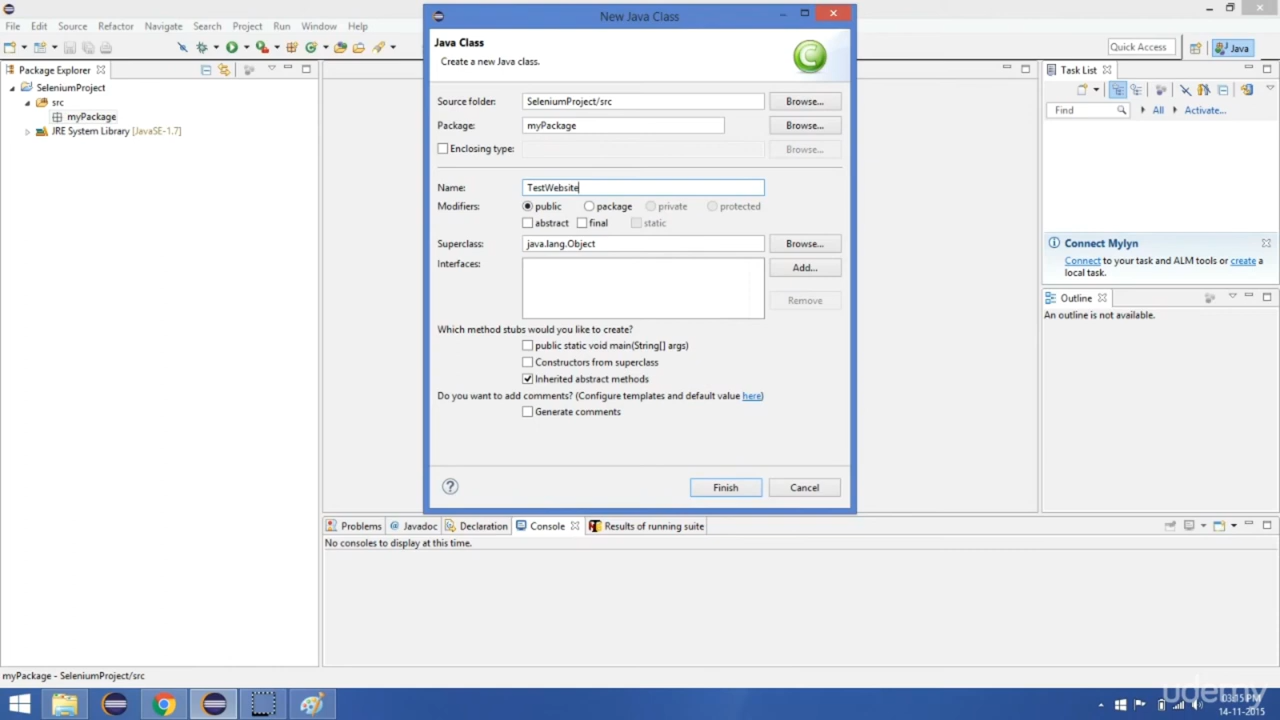 New Java Class
File Edit Source Refactor Navigate Search Project Run Window Help
Quick Access
Java
Package Explorer
SeleniumProject
src
myPackage
JRE System Library [JavaSE-1.7]
Java Class
Create a new Java class.
Source folder: SeleniumProject/src Browse...
Package: myPackage Browse...
Enclosing type: Browse...
Name: TestWebsite
Modifiers: public package private protected
abstract final static
Superclass: java.lang.Object Browse...
Interfaces: Add...
Remove
Which method stubs would you like to create?
public static void main(String[] args)
Constructors from superclass
Inherited abstract methods
Do you want to add comments? (Configure templates and default value here)
Generate comments
?
Finish Cancel
Task List
Find All Activate...
Connect Mylyn
Connect to your task and ALM tools or create a
local task.
Outline
An outline is not available.
Problems @ Javadoc Declaration Console Results of running suite
No consoles to display at this time.
myPackage - SeleniumProject/src
udemy
03:15 PM
14-11-2015